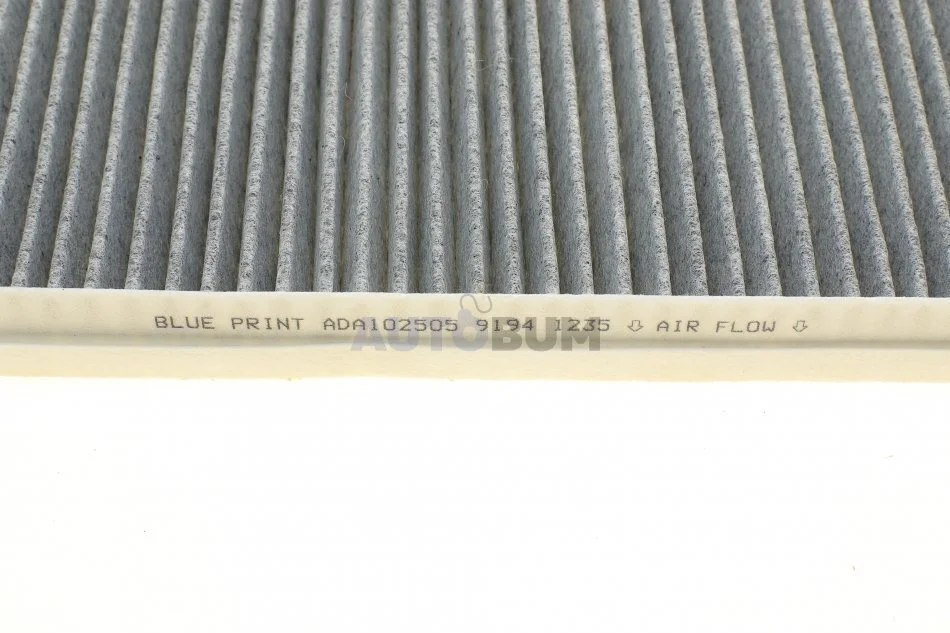 BLUE PRINT ADA102505 9194 1235 ⇩ AIR FLOW ⇩
AUTOBUM